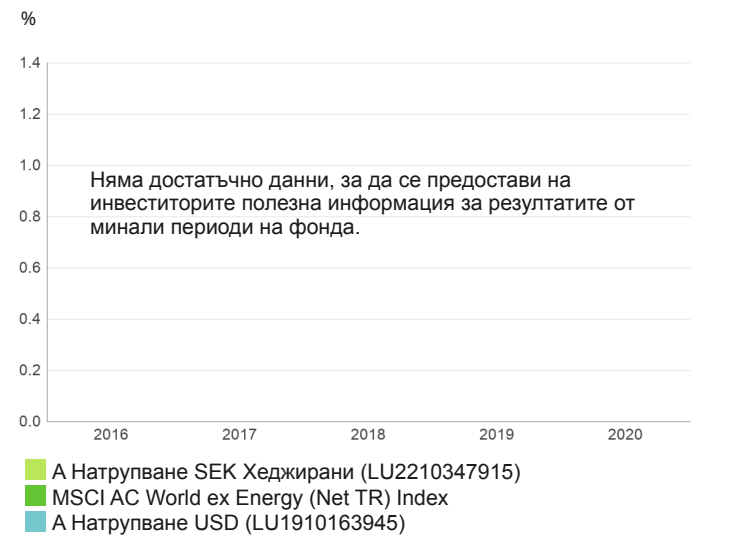 %
1.4
1.2
1.0
Няма достатъчно данни, за да се предостави на
инвеститорите полезна информация за резултатите от
минали периоди на фонда.
0.8
0.6
0.4
0.2
0.0
2016 2017 2018 2019 2020
А Натрупване SEK Хеджирани (LU2210347915)
MSCI AC World ex Energy (Net TR) Index
А Натрупване USD (LU1910163945)